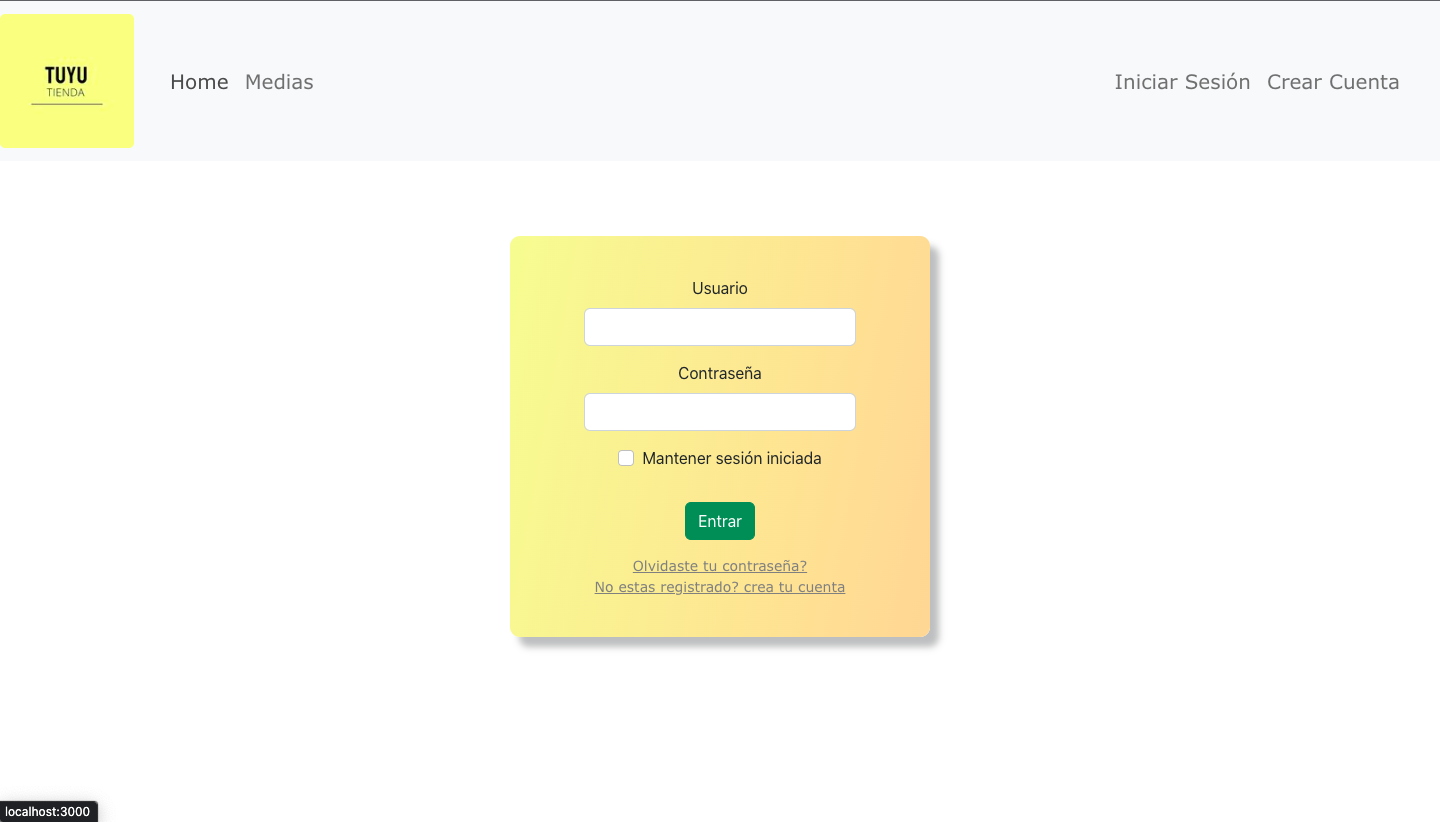 TUYU
TIENDA
Home Medias Iniciar Sesión Crear Cuenta
Usuario
Contraseña
Mantener sesión iniciada
Entrar
Olvidaste tu contraseña?
No estas registrado? crea tu cuenta
localhost:3000